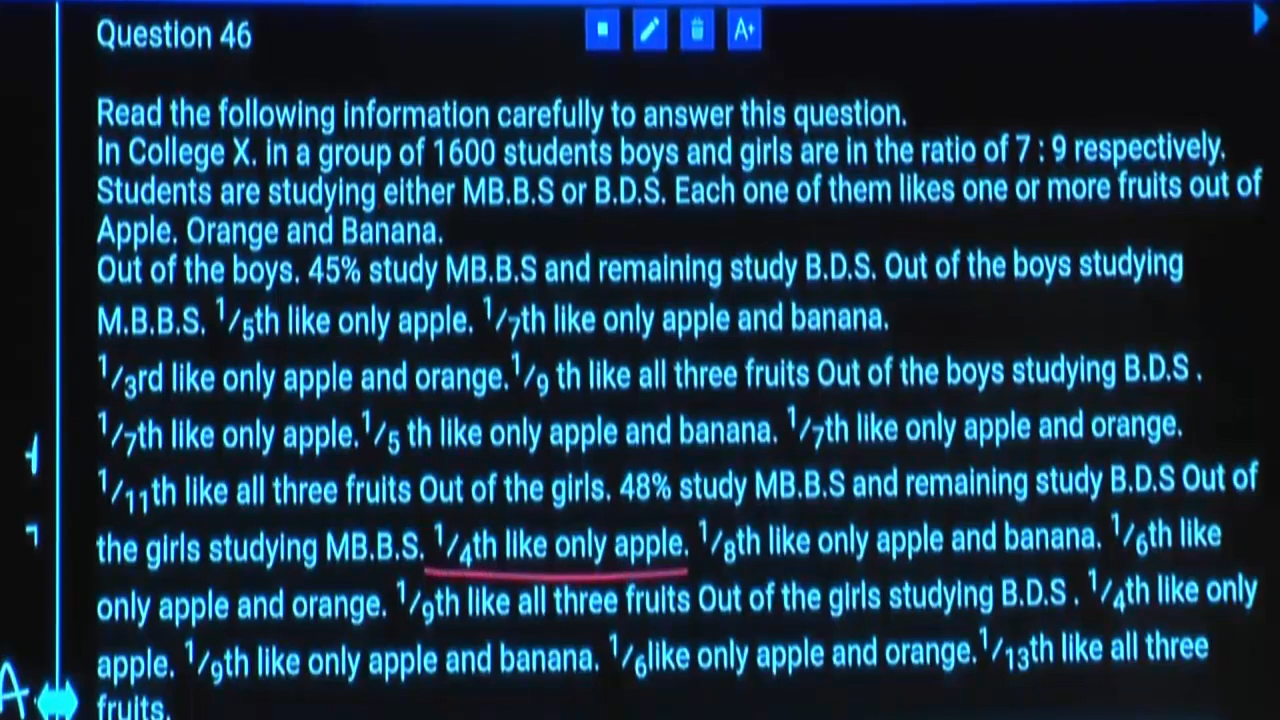 Question 46
A+
Read the following information carefully to answer this question.
In College X. in a group of 1600 students boys and girls are in the ratio of 7 : 9 respectively.
Students are studying either MB.B.S or B.D.S. Each one of them likes one or more fruits out of
Apple. Orange and Banana.
Out of the boys. 45% study MB.B.S and remaining study B.D.S. Out of the boys studying
M.B.B.S. 1/5th like only apple. 1/7th like only apple and banana.
1/3rd like only apple and orange. 1/9 th like all three fruits Out of the boys studying B.D.S .
1/7th like only apple. 1/5 th like only apple and banana. 1/7th like only apple and orange.
1/11th like all three fruits Out of the girls. 48% study MB.B.S and remaining study B.D.S Out of
the girls studying MB.B.S. 1/4th like only apple. 1/8th like only apple and banana. 1/6th like
only apple and orange. 1/9th like all three fruits Out of the girls studying B.D.S . 1/4th like only
apple. 1/9th like only apple and banana. 1/6like only apple and orange. 1/13th like all three
fruits.